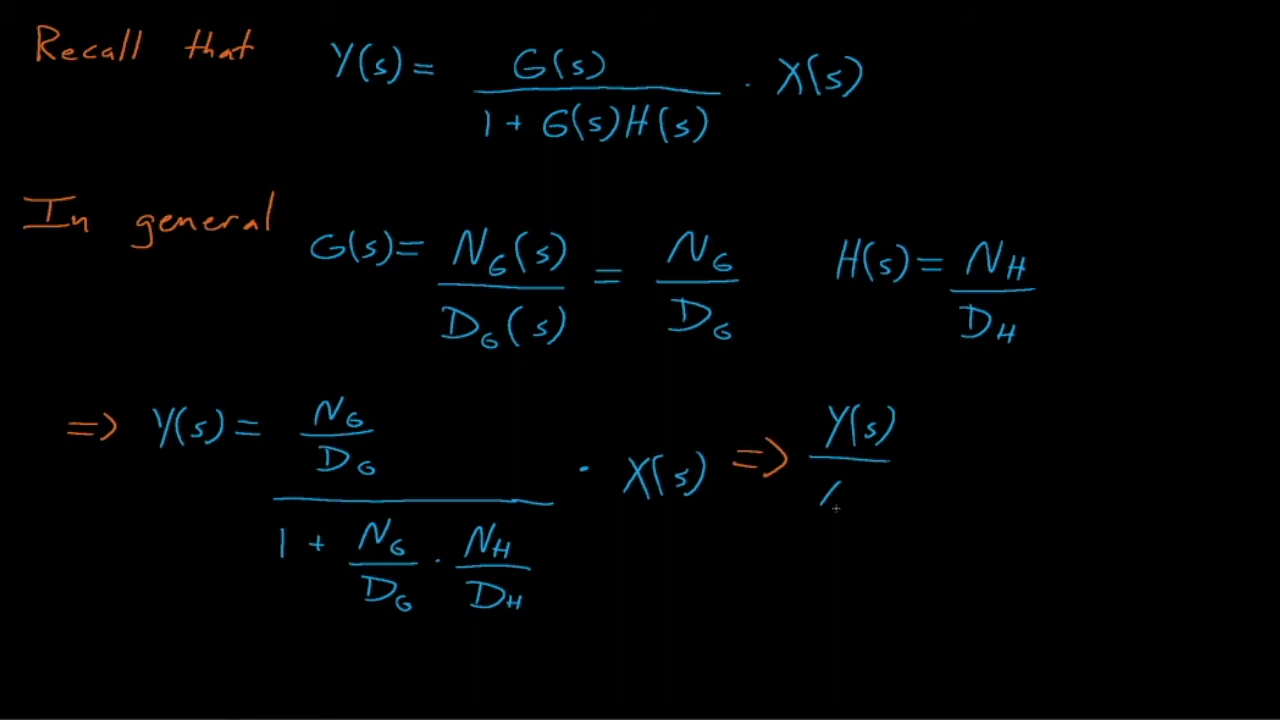 Recall that Y(s) = G(s) / (1 + G(s)H(s)) · X(s)
In general G(s) = N_G(s) / D_G(s) = N_G / D_G H(s) = N_H / D_H
=> Y(s) = (N_G / D_G) / (1 + N_G / D_G · N_H / D_H) · X(s) => Y(s) /